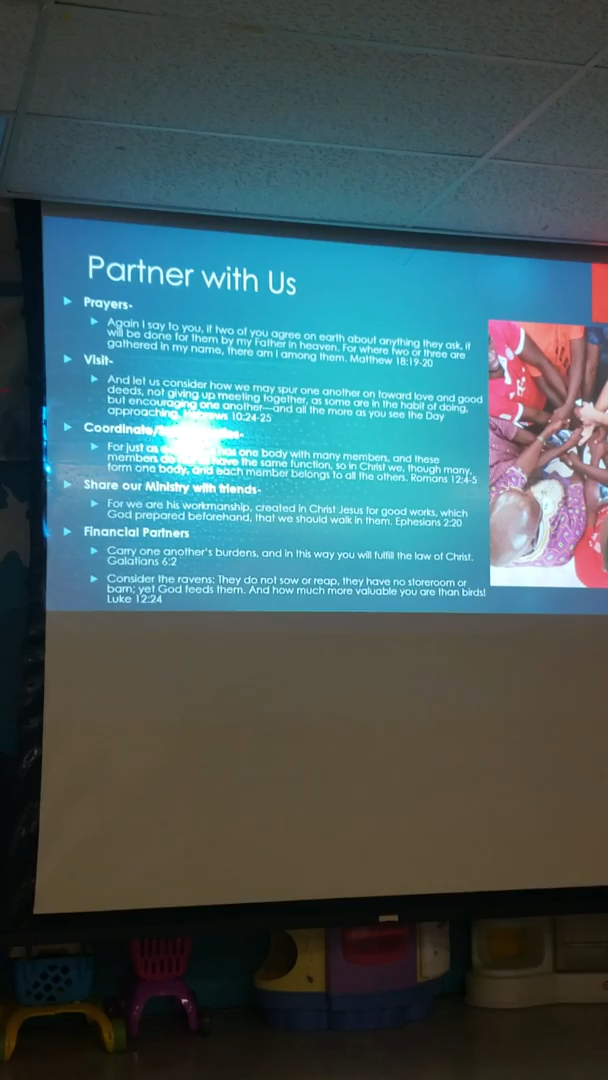 Partner with Us
Prayers-
Again I say to you, if two of you agree on earth about anything they ask, it
will be done for them by my Father in heaven. For where two or three are
gathered in my name, there am I among them. Matthew 18:19-20
Visit-
And let us consider how we may spur one another on toward love and good
deeds, not giving up meeting together, as some are in the habit of doing,
but encouraging one another—and all the more as you see the Day
approaching. Hebrews 10:24-25
Coordinate/
For just as one body with many members, and these
members do have the same function, so in Christ we, though many,
form one body, and each member belongs to all the others. Romans 12:4-5
Share our Ministry with friends-
For we are his workmanship, created in Christ Jesus for good works, which
God prepared beforehand, that we should walk in them. Ephesians 2:20
Financial Partners
Carry one another's burdens, and in this way you will fulfill the law of Christ.
Galatians 6:2
Consider the ravens: They do not sow or reap, they have no storeroom or
barn; yet God feeds them. And how much more valuable you are than birds!
Luke 12:24